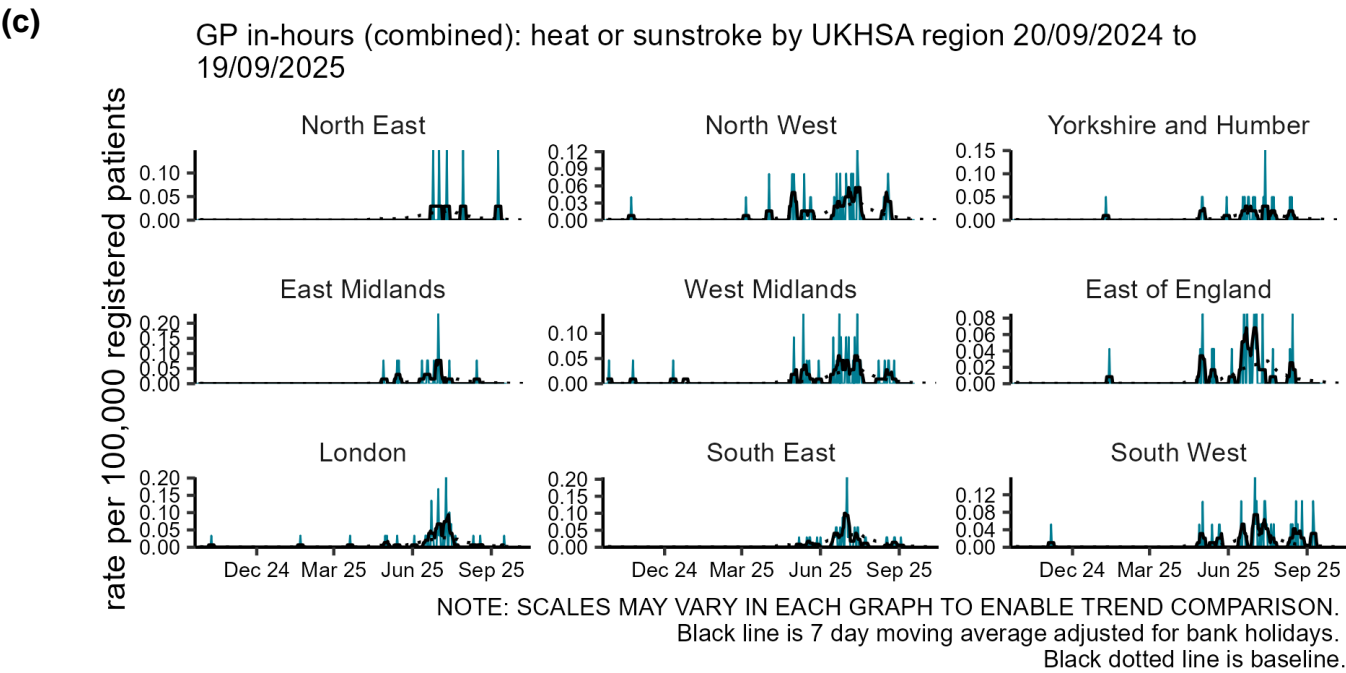 (c)
GP in-hours (combined): heat or sunstroke by UKHSA region 20/09/2024 to
19/09/2025
rate per 100,000 registered patients
North East
0.10
0.05
0.00
North West
0.12
0.09
0.06
0.03
0.00
Yorkshire and Humber
0.15
0.10
0.05
0.00
East Midlands
0.20
0.15
0.10
0.05
0.00
West Midlands
0.10
0.05
0.00
East of England
0.08
0.06
0.04
0.02
0.00
London
0.20
0.15
0.10
0.05
0.00
Dec 24 Mar 25 Jun 25 Sep 25
South East
0.20
0.15
0.10
0.05
0.00
Dec 24 Mar 25 Jun 25 Sep 25
South West
0.12
0.08
0.04
0.00
Dec 24 Mar 25 Jun 25 Sep 25
NOTE: SCALES MAY VARY IN EACH GRAPH TO ENABLE TREND COMPARISON.
Black line is 7 day moving average adjusted for bank holidays.
Black dotted line is baseline.